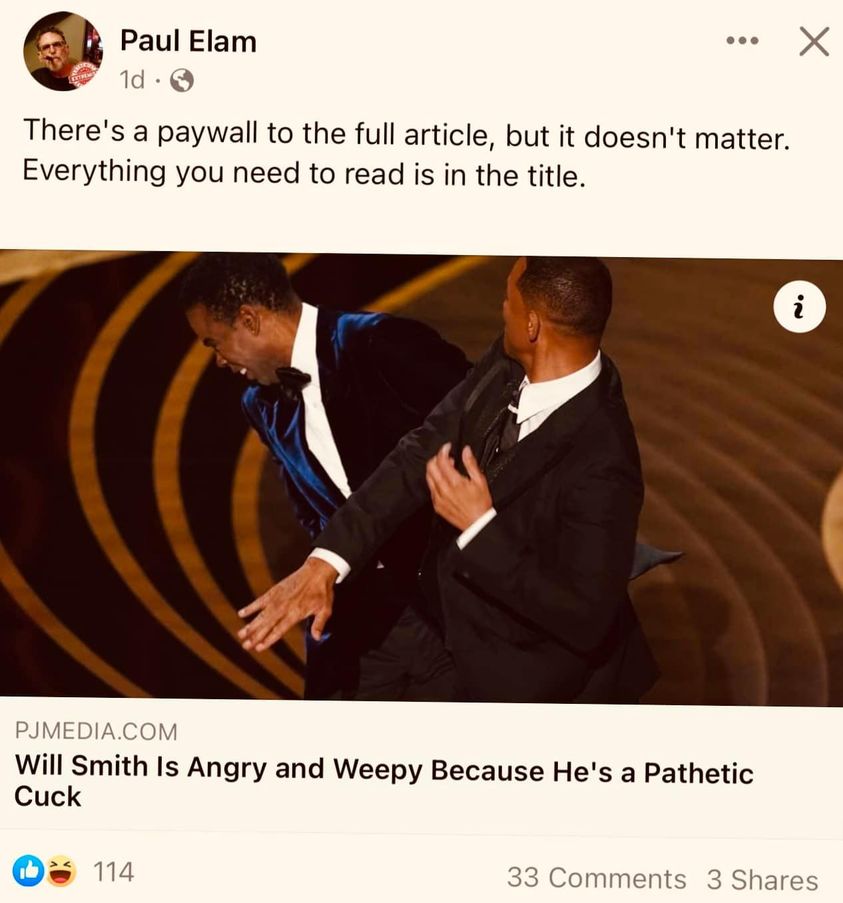 Paul Elam
1d ·
EXTREMIST
There's a paywall to the full article, but it doesn't matter.
Everything you need to read is in the title.
PJMEDIA.COM
Will Smith Is Angry and Weepy Because He's a Pathetic
Cuck
114
33 Comments 3 Shares